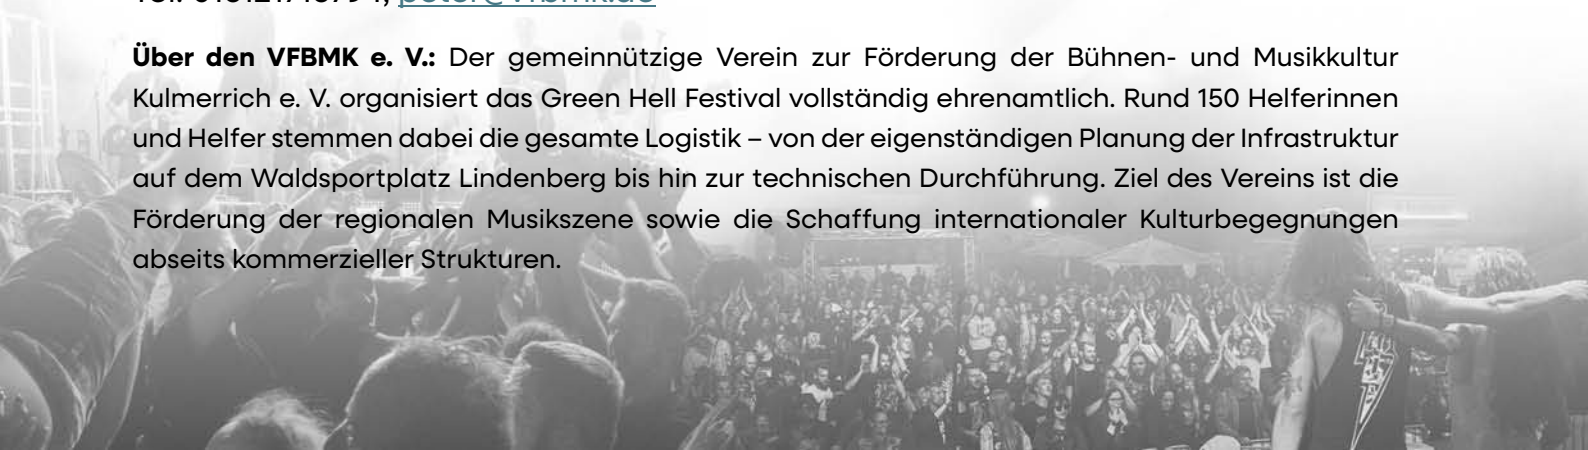 Über den VFBMK e. V.: Der gemeinnützige Verein zur Förderung der Bühnen- und Musikkultur
Kulmerrich e. V. organisiert das Green Hell Festival vollständig ehrenamtlich. Rund 150 Helferinnen
und Helfer stemmen dabei die gesamte Logistik – von der eigenständigen Planung der Infrastruktur
auf dem Waldsportplatz Lindenberg bis hin zur technischen Durchführung. Ziel des Vereins ist die
Förderung der regionalen Musikszene sowie die Schaffung internationaler Kulturbegegnungen
abseits kommerzieller Strukturen.